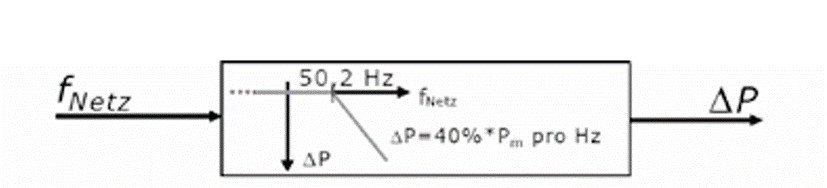 50,2 Hz
f_Netz
f_Netz
ΔP
ΔP=40%*P_m pro Hz
ΔP